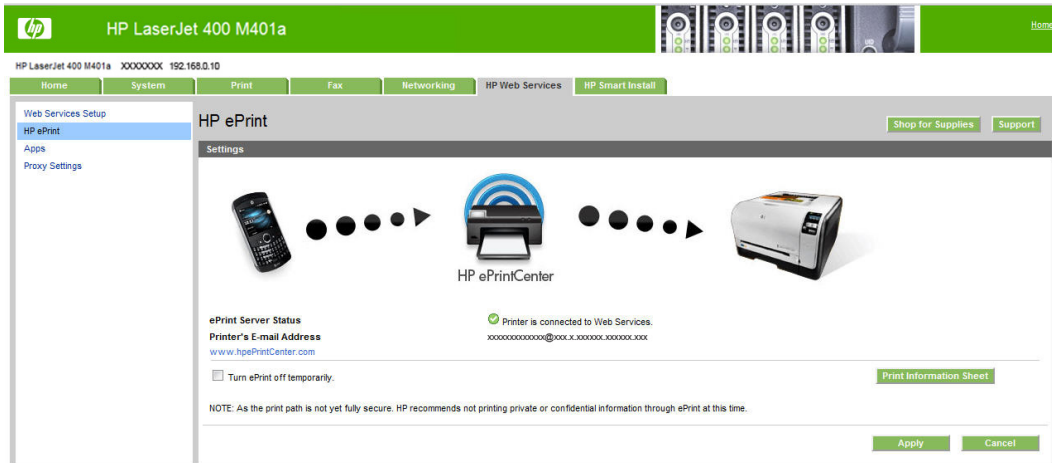 hp
HP LaserJet 400 M401a
Home
HP LaserJet 400 M401a XXXXXXX 192.168.0.10
Home System Print Fax Networking HP Web Services HP Smart Install
Web Services Setup
HP ePrint
Apps
Proxy Settings
HP ePrint
Shop for Supplies Support
Settings
HP ePrintCenter
ePrint Server Status Printer is connected to Web Services.
Printer's E-mail Address xxxxxxxxxxxxx@xxx.x.xxxxxx.xxxxxx.xxx
www.hpePrintCenter.com
Turn ePrint off temporarily.
Print Information Sheet
NOTE: As the print path is not yet fully secure. HP recommends not printing private or confidential information through ePrint at this time.
Apply Cancel